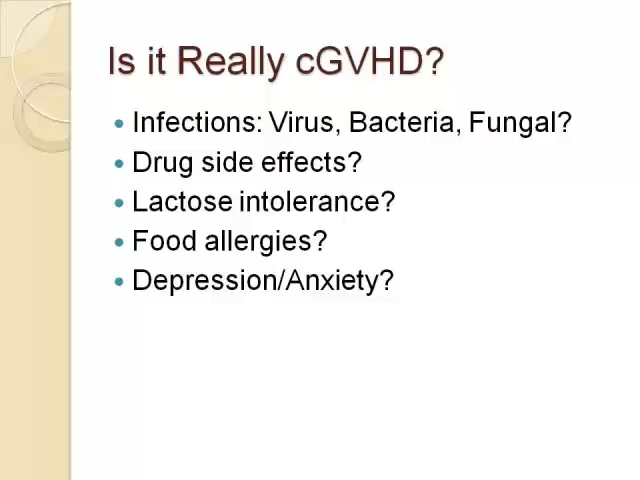 Is it Really cGVHD?
• Infections: Virus, Bacteria, Fungal?
• Drug side effects?
• Lactose intolerance?
• Food allergies?
• Depression/Anxiety?